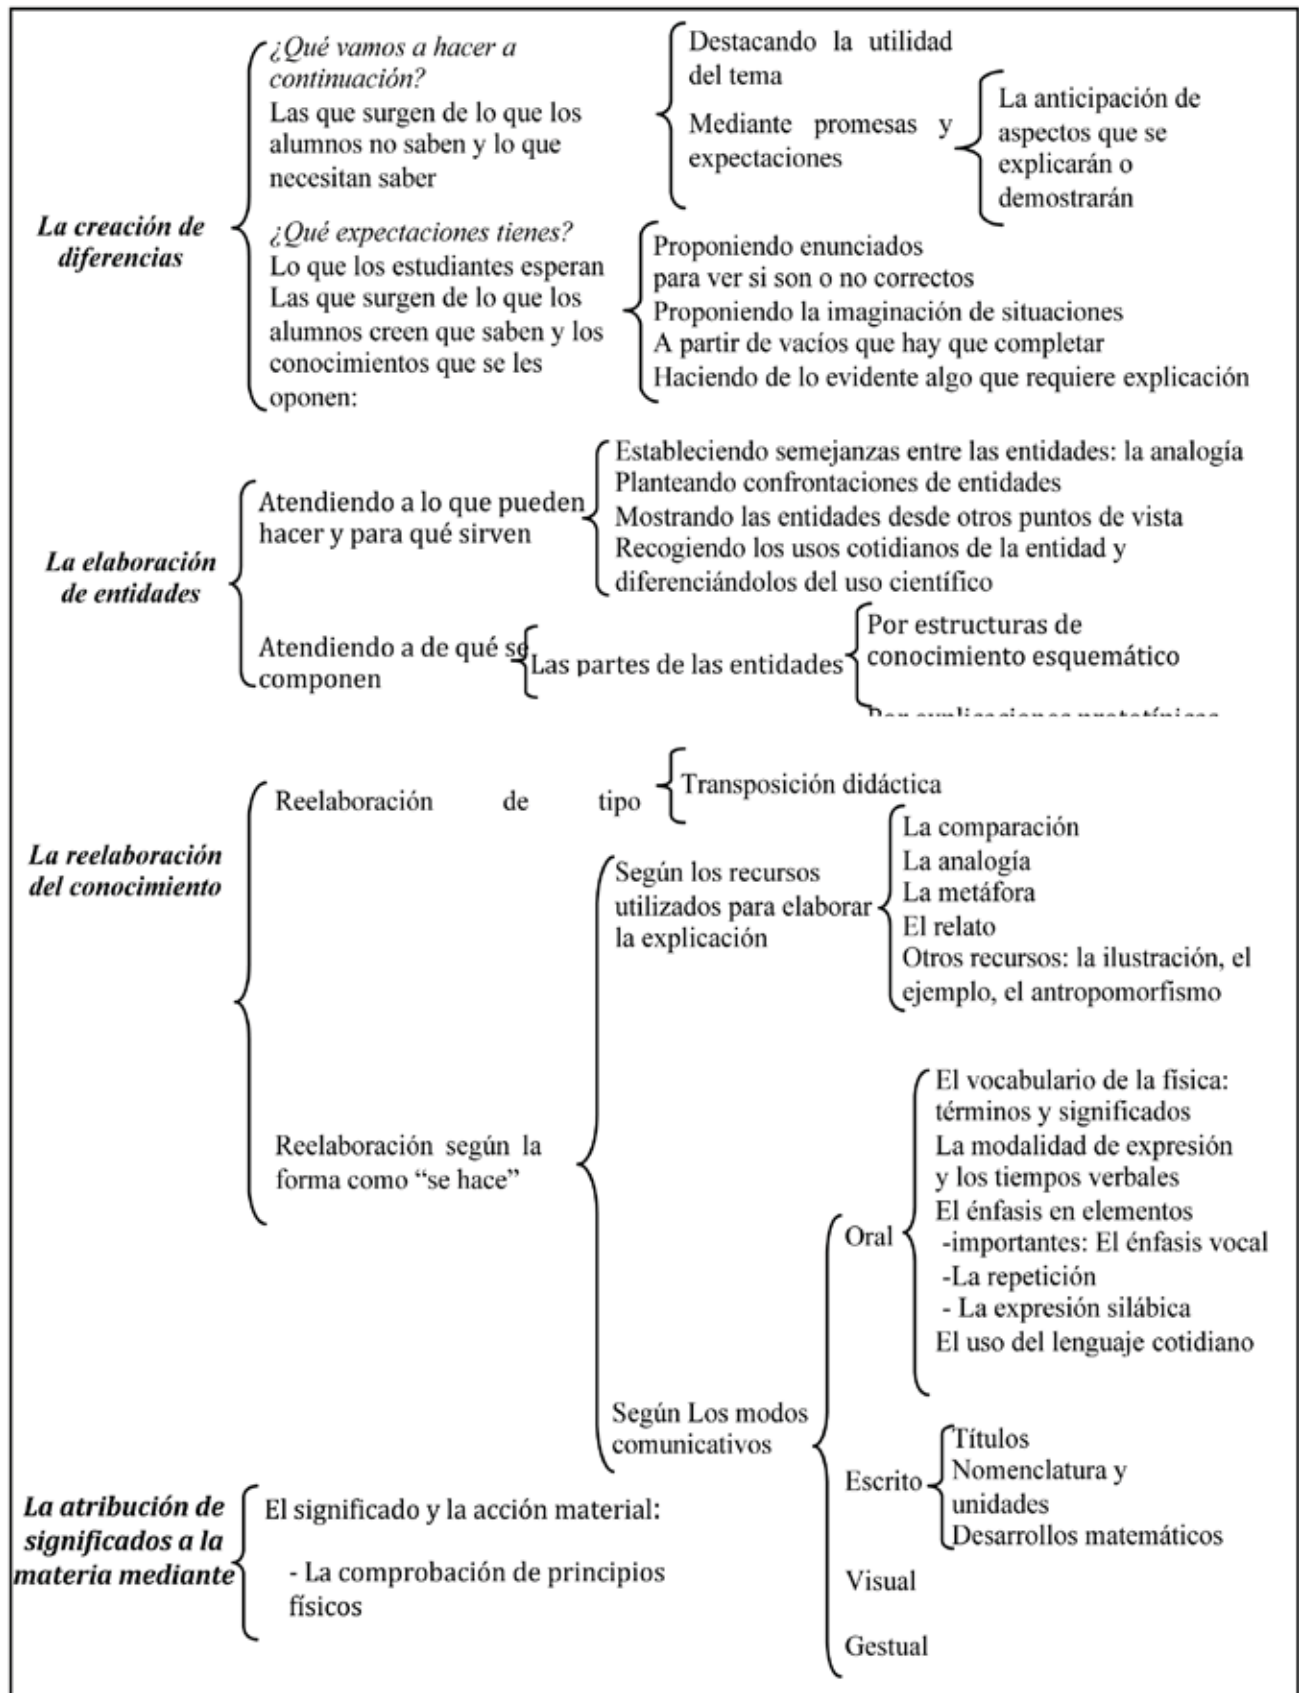 La creación de
diferencias
¿Qué vamos a hacer a
continuación?
Las que surgen de lo que los
alumnos no saben y lo que
necesitan saber
Destacando la utilidad
del tema
Mediante promesas y
expectaciones
La anticipación de
aspectos que se
explicarán o
demostrarán
¿Qué expectaciones tienes?
Lo que los estudiantes esperan
Las que surgen de lo que los
alumnos creen que saben y los
conocimientos que se les
oponen:
Proponiendo enunciados
para ver si son o no correctos
Proponiendo la imaginación de situaciones
A partir de vacíos que hay que completar
Haciendo de lo evidente algo que requiere explicación
La elaboración
de entidades
Atendiendo a lo que pueden
hacer y para qué sirven
Estableciendo semejanzas entre las entidades: la analogía
Planteando confrontaciones de entidades
Mostrando las entidades desde otros puntos de vista
Recogiendo los usos cotidianos de la entidad y
diferenciándolos del uso científico
Atendiendo a de qué se
componen
Las partes de las entidades
Por estructuras de
conocimiento esquemático
Por explicaciones prototípicas
La reelaboración
del conocimiento
Reelaboración de tipo
Transposición didáctica
Reelaboración según la
forma como “se hace”
Según los recursos
utilizados para elaborar
la explicación
La comparación
La analogía
La metáfora
El relato
Otros recursos: la ilustración, el
ejemplo, el antropomorfismo
Según Los modos
comunicativos
Oral
El vocabulario de la física:
términos y significados
La modalidad de expresión
y los tiempos verbales
El énfasis en elementos
-importantes: El énfasis vocal
-La repetición
- La expresión silábica
El uso del lenguaje cotidiano
Escrito
Títulos
Nomenclatura y
unidades
Desarrollos matemáticos
Visual
Gestual
La atribución de
significados a la
materia mediante
El significado y la acción material:
- La comprobación de principios
físicos